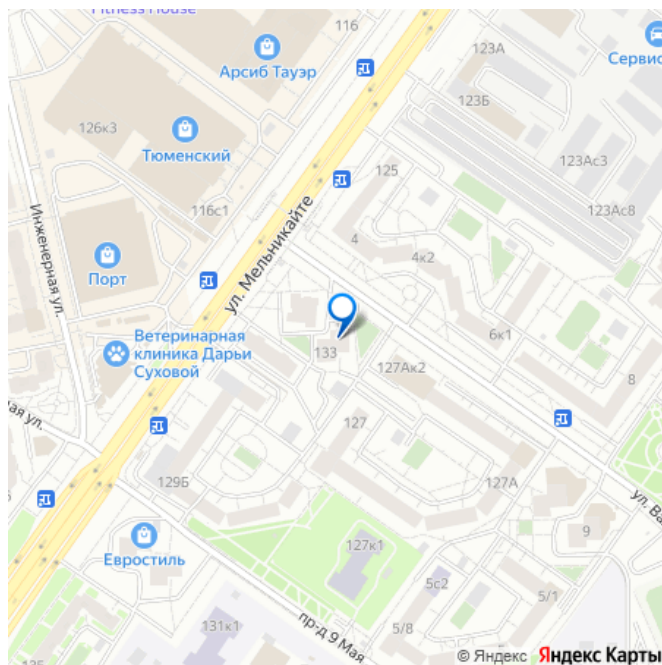 Fitness House
116
123А
Арсиб Тауэр
Сервис
123Б
126к3
Тюменский
125
123Ас3
116с1
123Ас8
Инженерная ул.
ул. Мельникайте
4
4к2
Порт
6к1
Ветеринарная
клиника Дарьи
Суховой
133
127Ак2
8
ная ул.
127
129Б
127А
ул. Ва
9
Евростиль
127к1
5с2
5/1
131к1
5/8
пр-д 9 Мая
© Яндекс Яндекс Карты